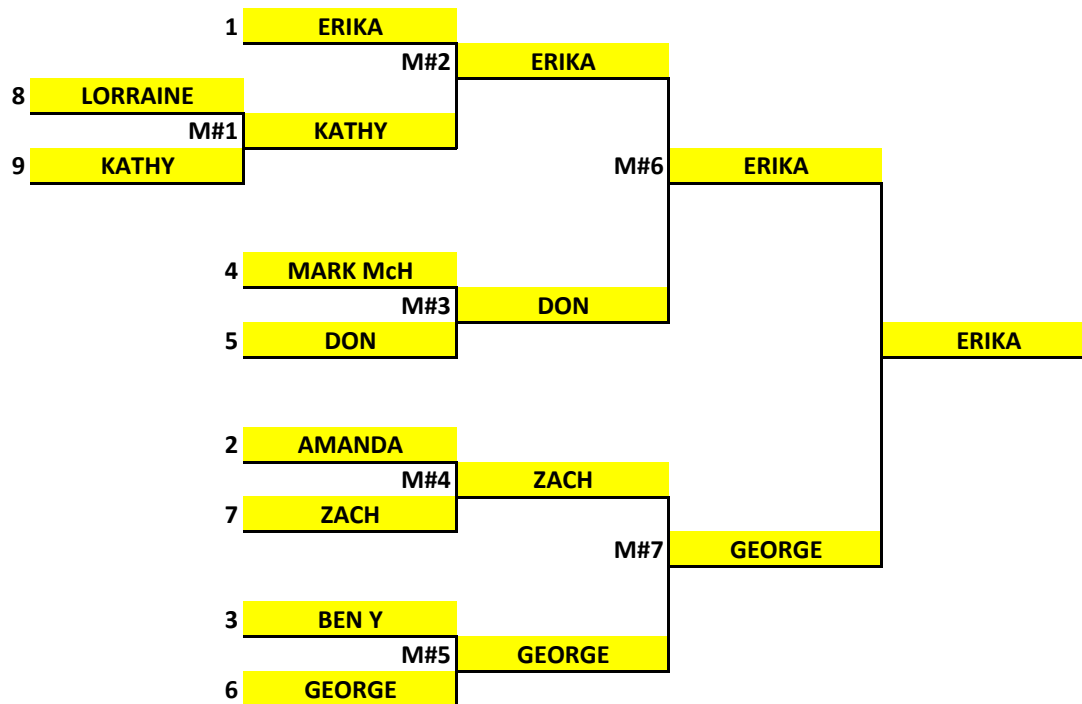 1 ERIKA
M#2 ERIKA
8 LORRAINE
M#1 KATHY
9 KATHY
M#6 ERIKA
4 MARK McH
M#3 DON
5 DON
ERIKA
2 AMANDA
M#4 ZACH
7 ZACH
M#7 GEORGE
3 BEN Y
M#5 GEORGE
6 GEORGE